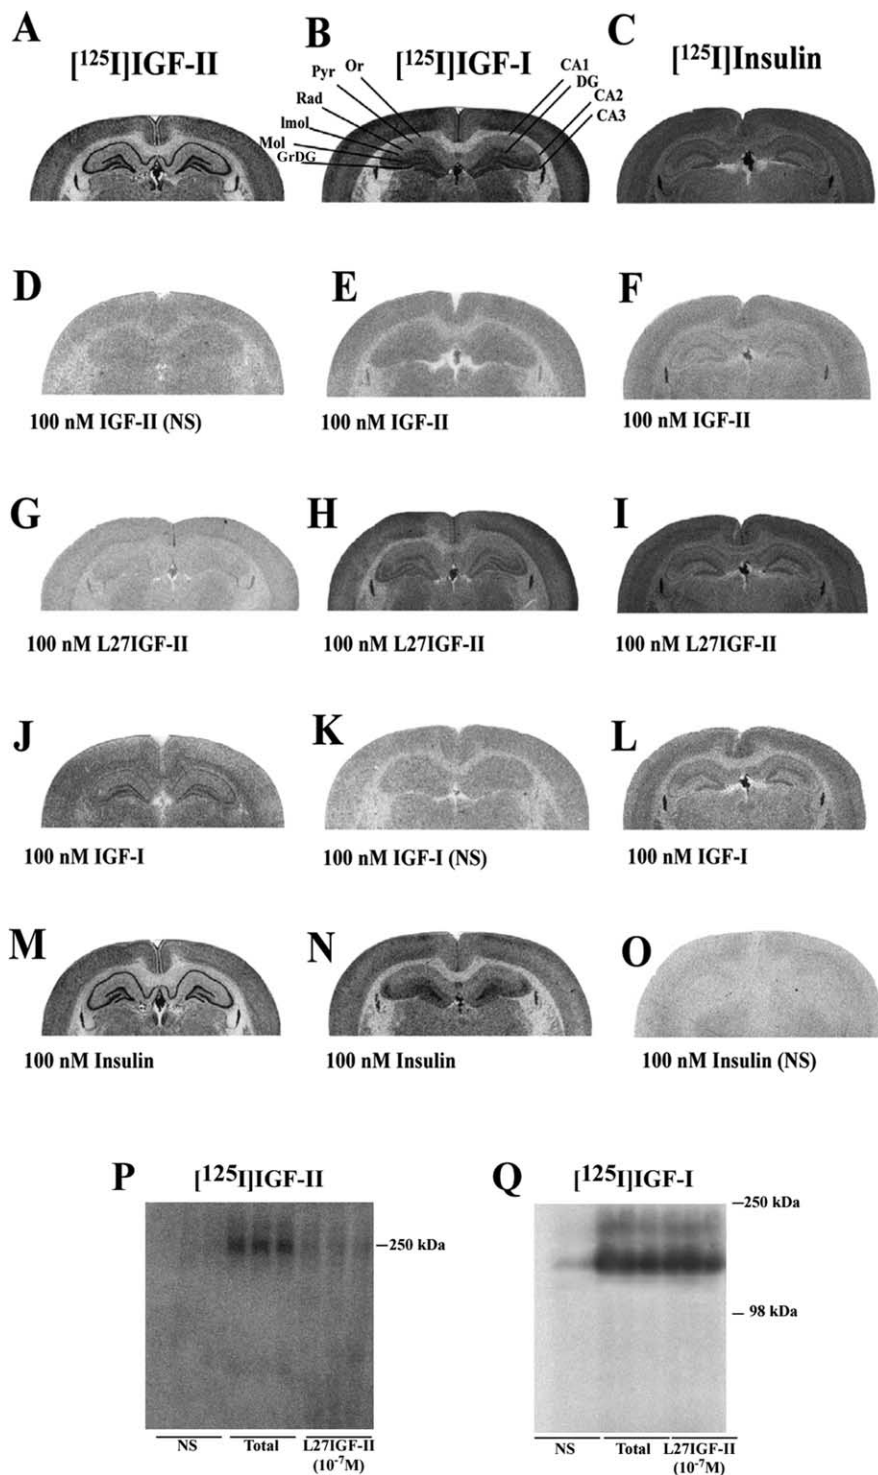 A
[¹²⁵I]IGF-II
B
[¹²⁵I]IGF-I
C
[¹²⁵I]Insulin
Or
Pyr
Rad
lmol
Mol
GrDG
CA1
DG
CA2
CA3
D
100 nM IGF-II (NS)
E
100 nM IGF-II
F
100 nM IGF-II
G
100 nM L27IGF-II
H
100 nM L27IGF-II
I
100 nM L27IGF-II
J
100 nM IGF-I
K
100 nM IGF-I (NS)
L
100 nM IGF-I
M
100 nM Insulin
N
100 nM Insulin
O
100 nM Insulin (NS)
P
[¹²⁵I]IGF-II
250 kDa
NS
Total
L27IGF-II
(10⁻⁷M)
Q
[¹²⁵I]IGF-I
250 kDa
98 kDa
NS
Total
L27IGF-II
(10⁻⁷M)